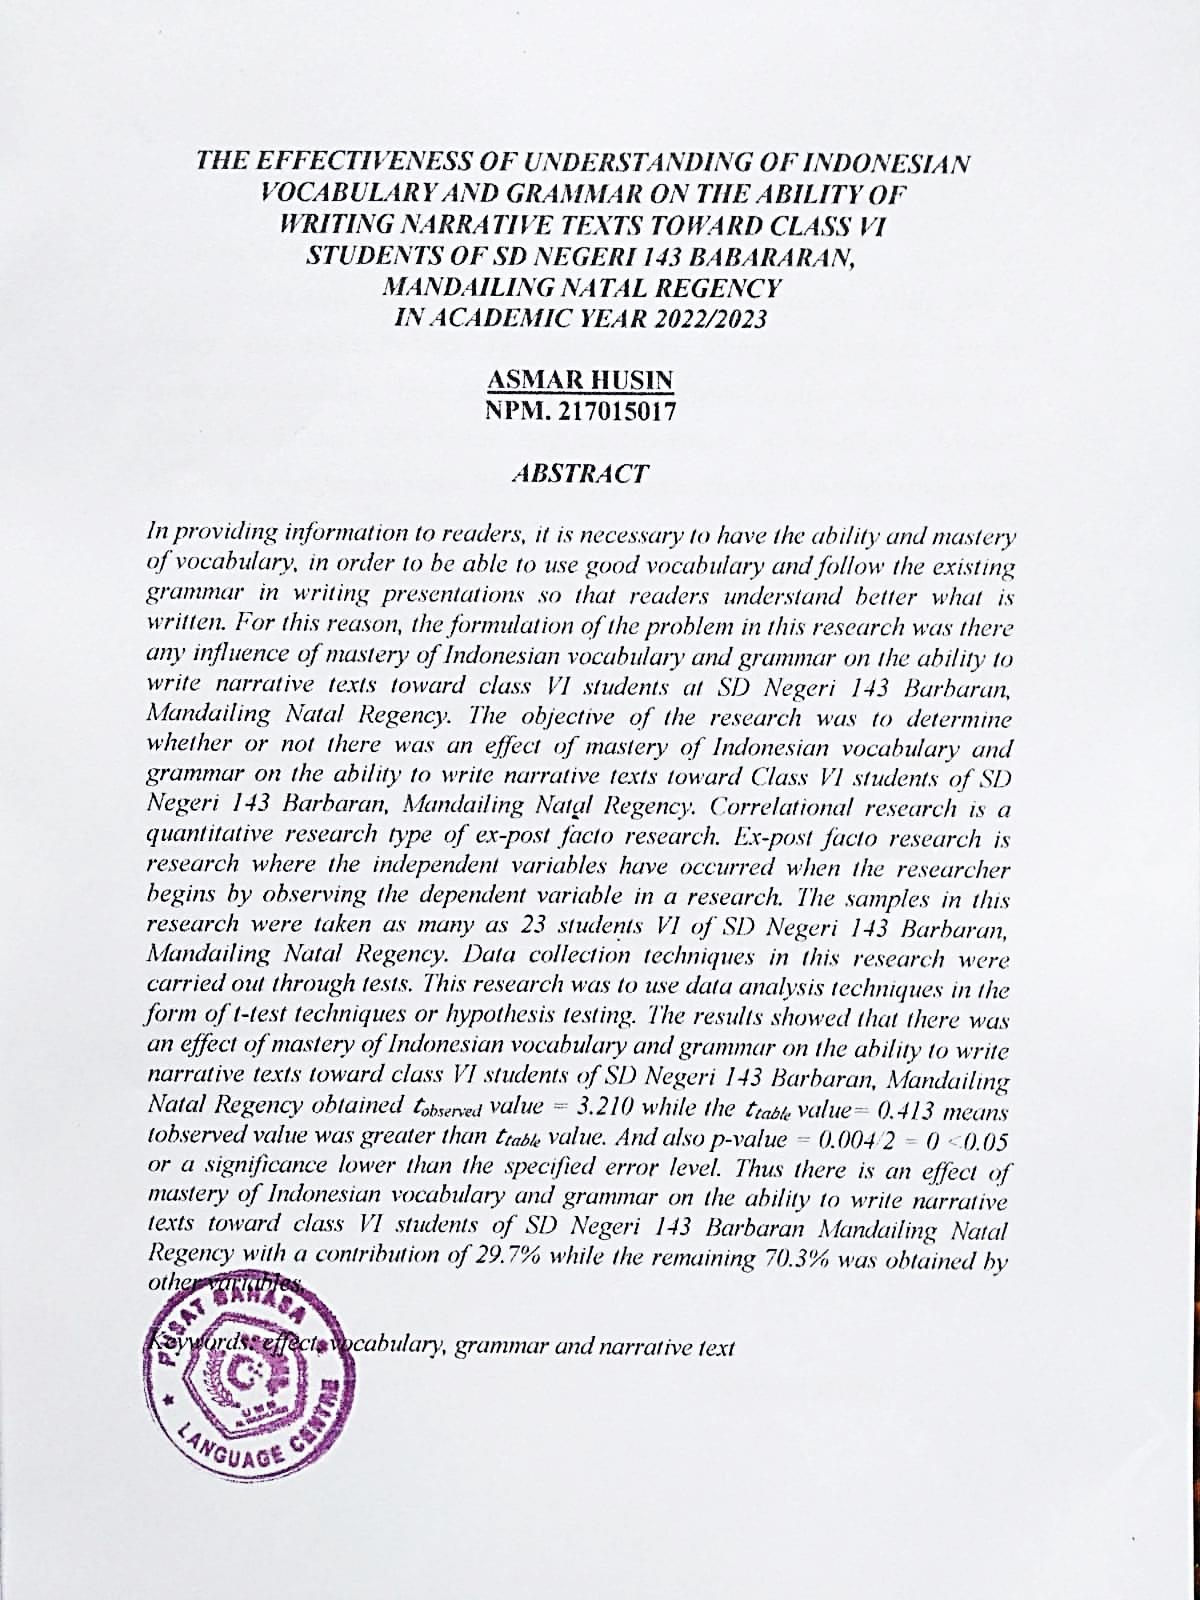 THE EFFECTIVENESS OF UNDERSTANDING OF INDONESIAN
VOCABULARY AND GRAMMAR ON THE ABILITY OF
WRITING NARRATIVE TEXTS TOWARD CLASS VI
STUDENTS OF SD NEGERI 143 BABARARAN,
MANDAILING NATAL REGENCY
IN ACADEMIC YEAR 2022/2023
ASMAR HUSIN
NPM. 217015017
ABSTRACT
In providing information to readers, it is necessary to have the ability and mastery
of vocabulary, in order to be able to use good vocabulary and follow the existing
grammar in writing presentations so that readers understand better what is
written. For this reason, the formulation of the problem in this research was there
any influence of mastery of Indonesian vocabulary and grammar on the ability to
write narrative texts toward class VI students at SD Negeri 143 Barbaran,
Mandailing Natal Regency. The objective of the research was to determine
whether or not there was an effect of mastery of Indonesian vocabulary and
grammar on the ability to write narrative texts toward Class VI students of SD
Negeri 143 Barbaran, Mandailing Natal Regency. Correlational research is a
quantitative research type of ex-post facto research. Ex-post facto research is
research where the independent variables have occurred when the researcher
begins by observing the dependent variable in a research. The samples in this
research were taken as many as 23 students VI of SD Negeri 143 Barbaran,
Mandailing Natal Regency. Data collection techniques in this research were
carried out through tests. This research was to use data analysis techniques in the
form of t-test techniques or hypothesis testing. The results showed that there was
an effect of mastery of Indonesian vocabulary and grammar on the ability to write
narrative texts toward class VI students of SD Negeri 143 Barbaran, Mandailing
Natal Regency obtained tobserved value = 3.210 while the ttable value= 0.413 means
tobserved value was greater than ttable value. And also p-value = 0.004/2 = 0 <0.05
or a significance lower than the specified error level. Thus there is an effect of
mastery of Indonesian vocabulary and grammar on the ability to write narrative
texts toward class VI students of SD Negeri 143 Barbaran Mandailing Natal
Regency with a contribution of 29.7% while the remaining 70.3% was obtained by
other variables.
Keywords: effect, vocabulary, grammar and narrative text
PUSAT BAHASA
LANGUAGE CENTRE